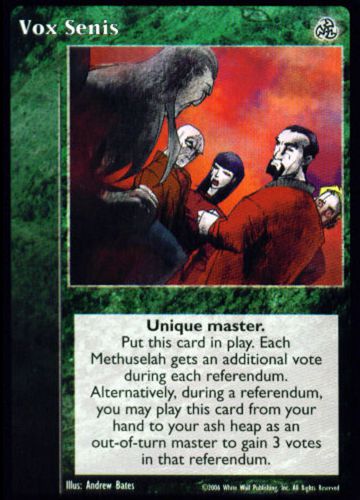 Vox Senis
Unique master.
Put this card in play. Each
Methuselah gets an additional vote
during each referendum.
Alternatively, during a referendum,
you may play this card from your
hand to your ash heap as an
out-of-turn master to gain 3 votes
in that referendum.
Illus: Andrew Bates
©2006 White Wolf Publishing, Inc. All Rights Reserved